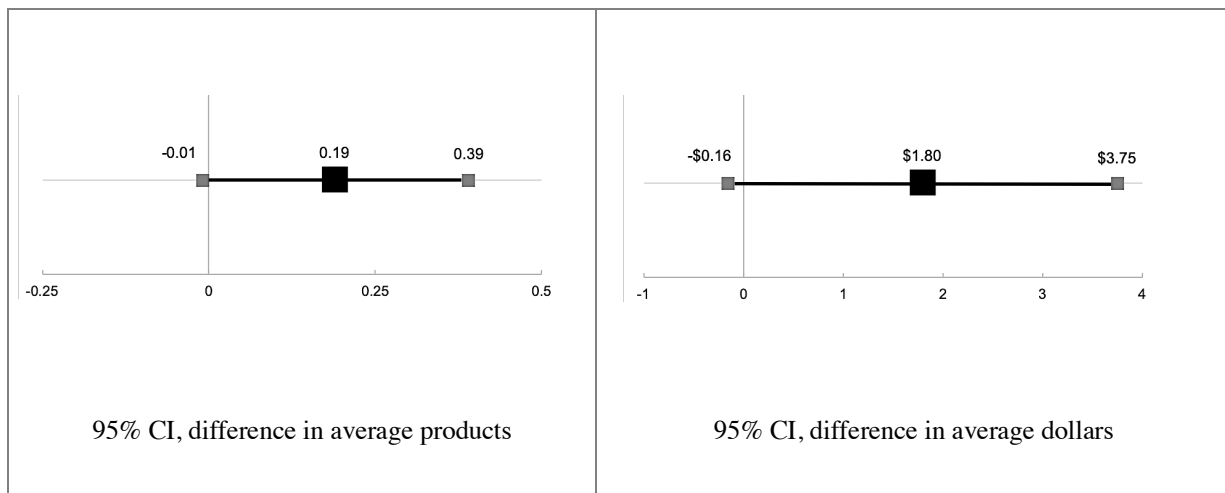 -0.01 0.19 0.39
-0.25 0 0.25 0.5
95% CI, difference in average products
-$0.16 $1.80 $3.75
-1 0 1 2 3 4
95% CI, difference in average dollars